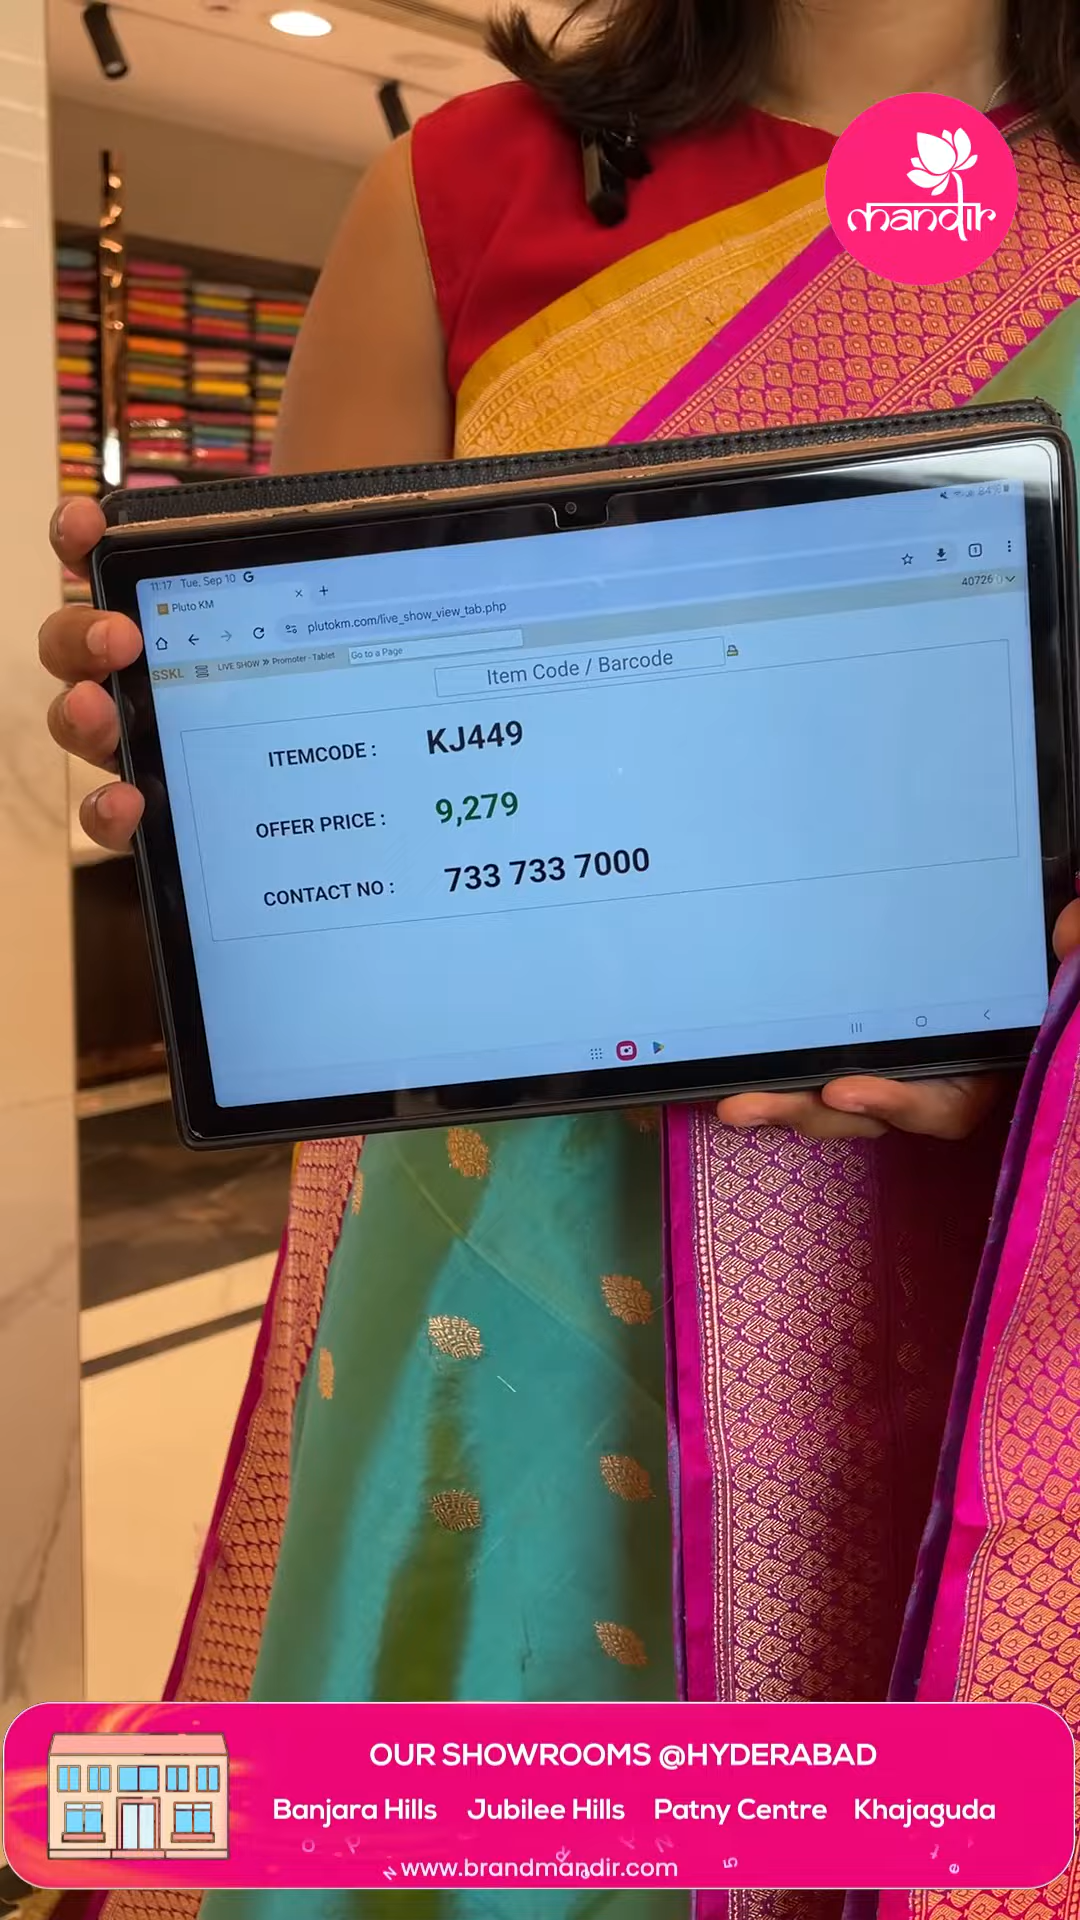 mandir
84%
11:17 Tue, Sep 10 G
Pluto KM
plutokm.com/live_show_view_tab.php
40726
SSKL LIVE SHOW » Promoter - Tablet Go to a Page
Item Code / Barcode
ITEMCODE : KJ449
OFFER PRICE : 9,279
CONTACT NO : 733 733 7000
OUR SHOWROOMS @HYDERABAD
Banjara Hills Jubilee Hills Patny Centre Khajaguda
www.brandmandir.com